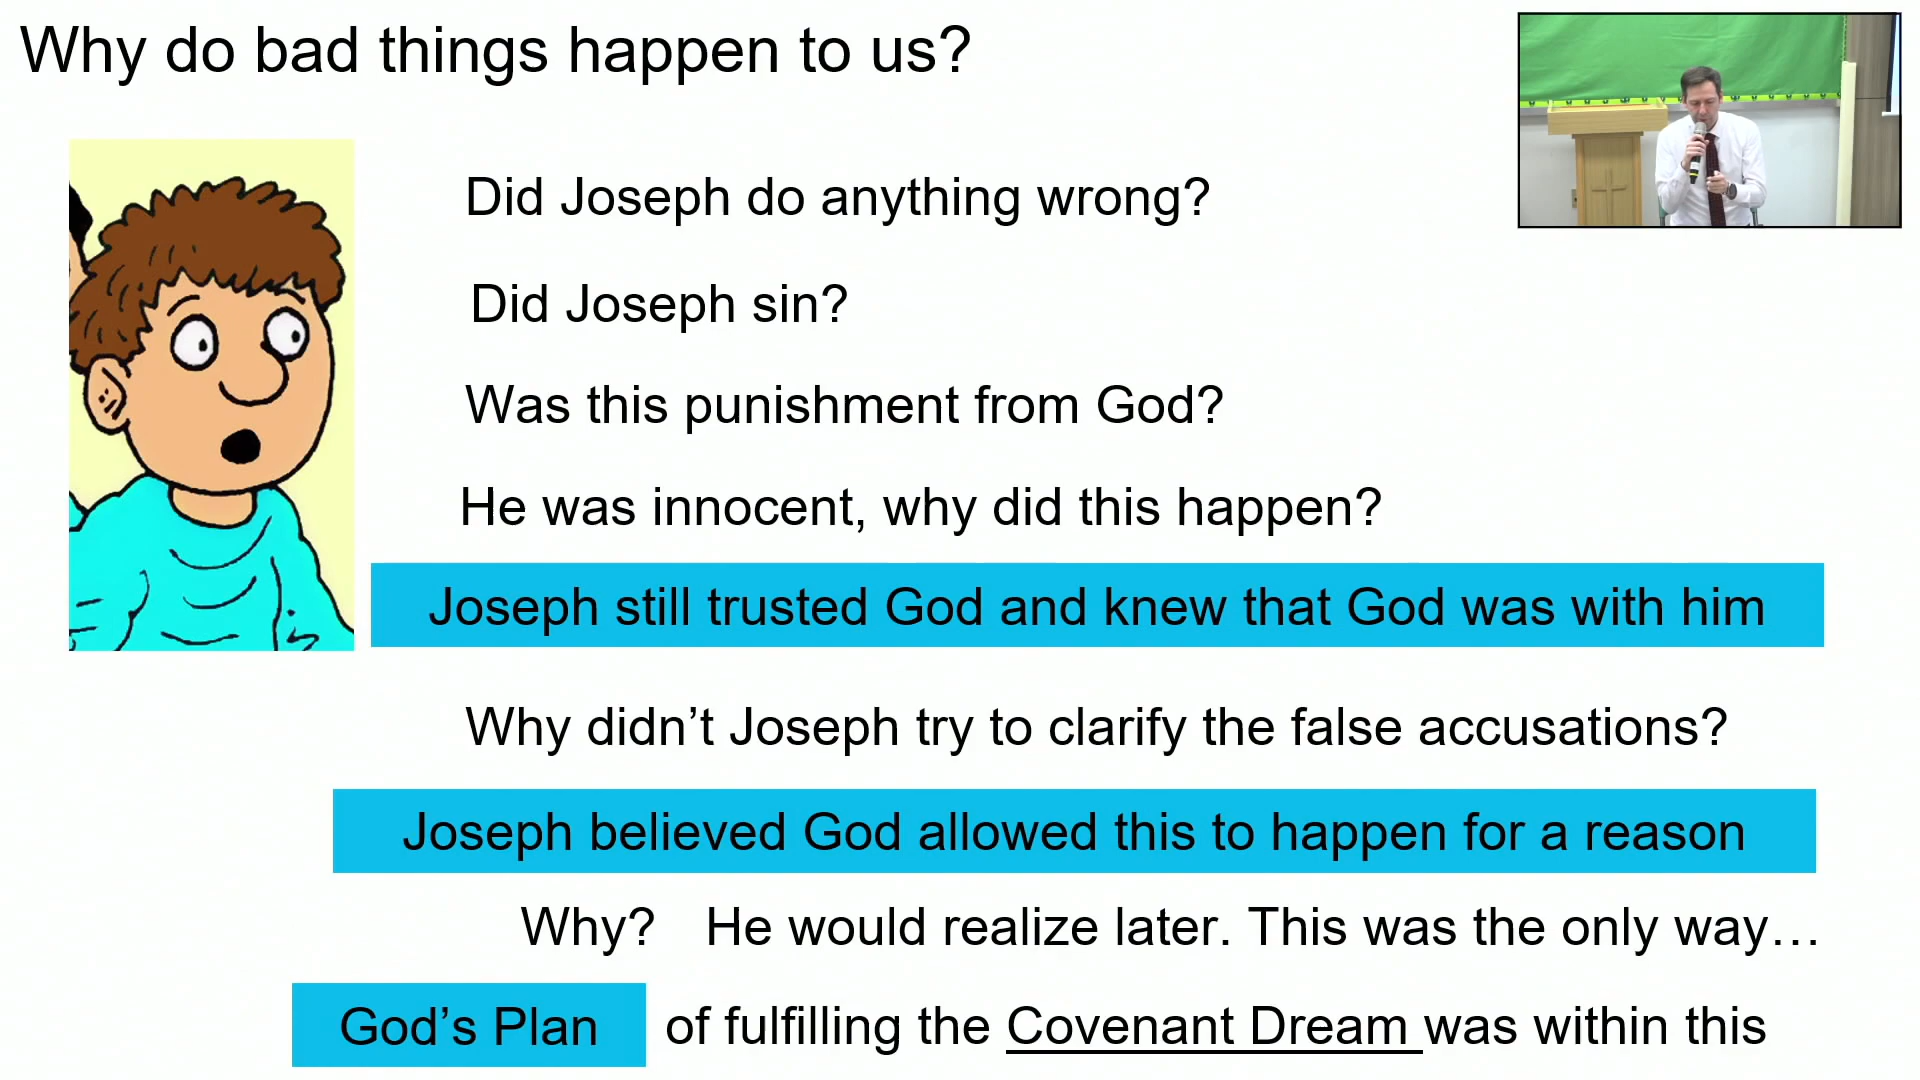 Why do bad things happen to us?
Did Joseph do anything wrong?
Did Joseph sin?
Was this punishment from God?
He was innocent, why did this happen?
Joseph still trusted God and knew that God was with him
Why didn’t Joseph try to clarify the false accusations?
Joseph believed God allowed this to happen for a reason
Why? He would realize later. This was the only way…
God’s Plan of fulfilling the Covenant Dream was within this